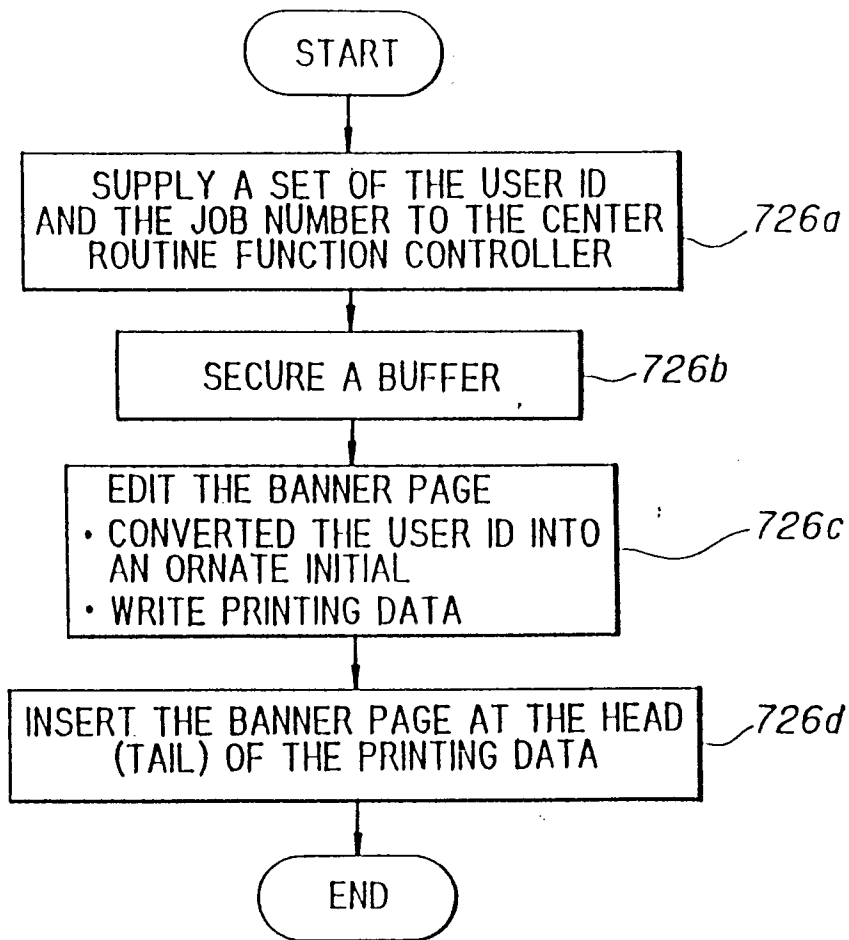 START
SUPPLY A SET OF THE USER ID
AND THE JOB NUMBER TO THE CENTER
ROUTINE FUNCTION CONTROLLER
726a
SECURE A BUFFER
726b
EDIT THE BANNER PAGE
• CONVERTED THE USER ID INTO
AN ORNATE INITIAL
• WRITE PRINTING DATA
726c
INSERT THE BANNER PAGE AT THE HEAD
(TAIL) OF THE PRINTING DATA
726d
END